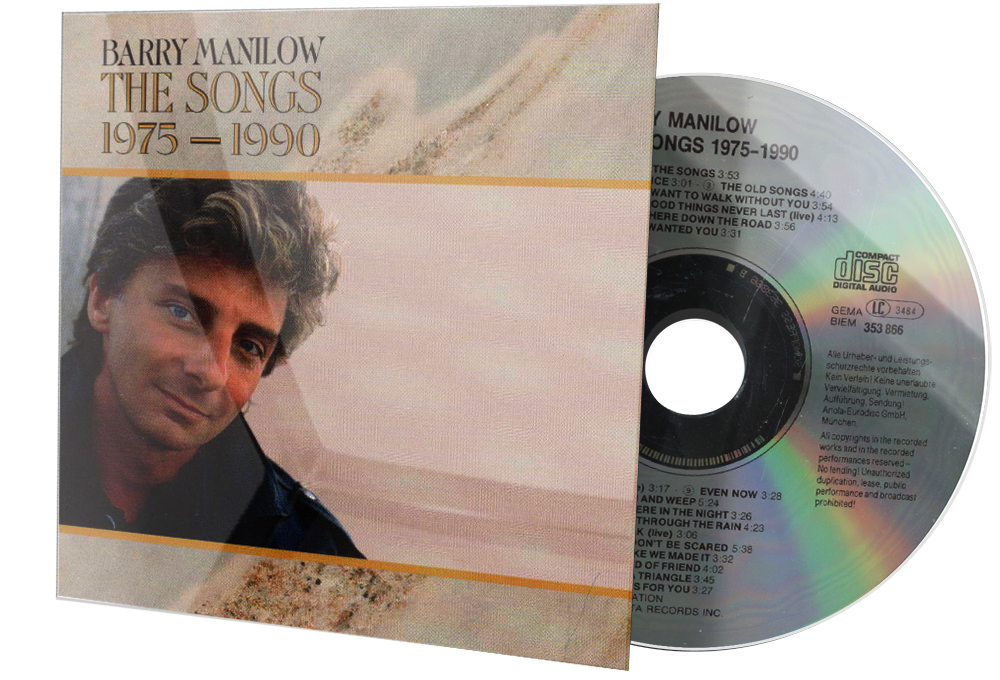 BARRY MANILOW
THE SONGS
1975 — 1990
Y MANILOW
ONGS 1975–1990
THE SONGS 3:53
ICE 3:01 · ② THE OLD SONGS 4:40
WANT TO WALK WITHOUT YOU 3:54
OOD THINGS NEVER LAST (live) 4:13
HERE DOWN THE ROAD 3:56
WANTED YOU 3:31
COMPACT
disc
DIGITAL AUDIO
GEMA LC 3484
BIEM 353 866
Alle Urheber- und Leistungs-
schutzrechte vorbehalten
Kein Verleih! Keine unerlaubte
Vervielfältigung, Vermietung,
Aufführung, Sendung!
Ariola-Eurodisc GmbH,
München.
All copyrights in the recorded
works and in the recorded
performances reserved –
No lending! Unauthorized
duplication, lease, public
performance and broadcast
prohibited!
e) 3:17 · ⑨ EVEN NOW 3:28
AND WEEP 5:24
ERE IN THE NIGHT 3:26
THROUGH THE RAIN 4:23
K (live) 3:06
ON'T BE SCARED 5:38
KE WE MADE IT 3:32
D OF FRIEND 4:02
TRIANGLE 3:45
S FOR YOU 3:27
ATION
TA RECORDS INC.